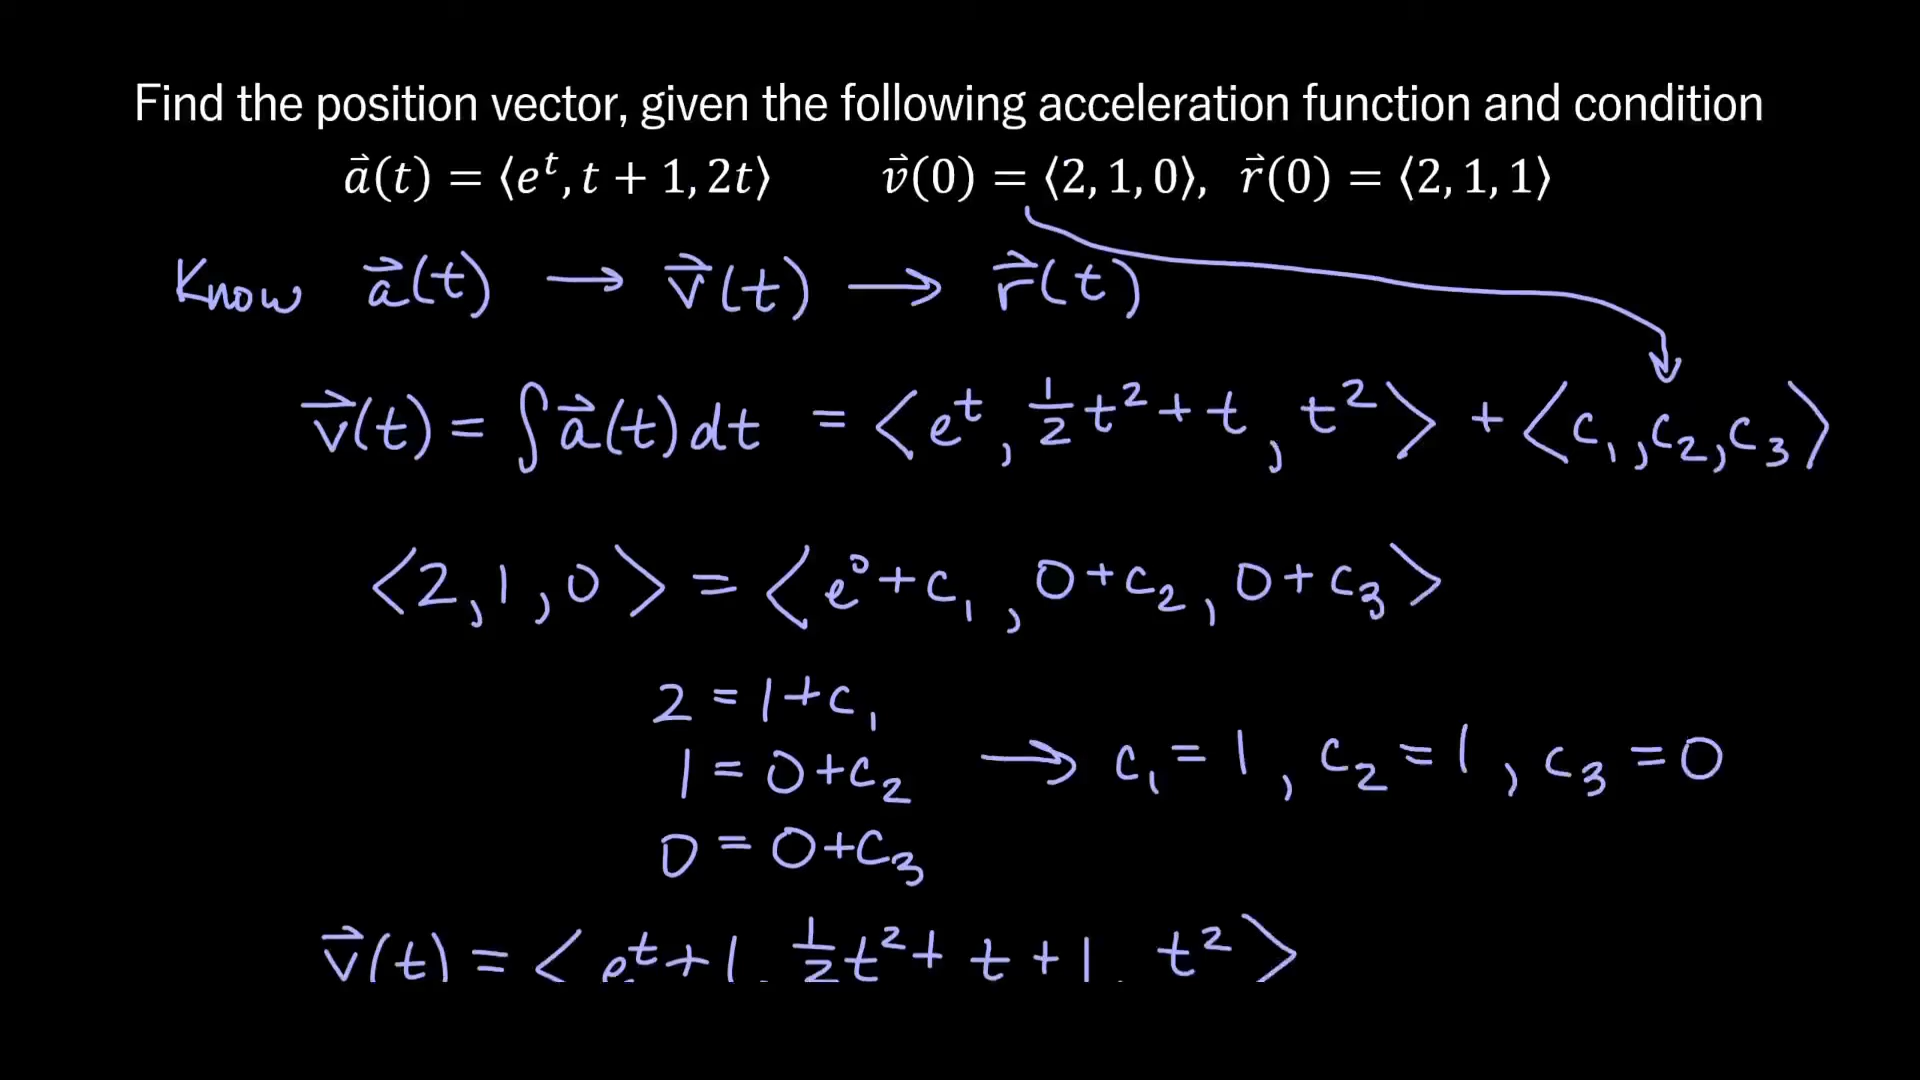 Find the position vector, given the following acceleration function and condition
a⃗(t) = ⟨eᵗ, t + 1, 2t⟩ v⃗(0) = ⟨2, 1, 0⟩, r⃗(0) = ⟨2, 1, 1⟩
Know a⃗(t) → v⃗(t) → r⃗(t)
v⃗(t) = ∫a⃗(t)dt = <eᵗ, ½t² + t, t²> + <c₁, c₂, c₃>
<2, 1, 0> = <e⁰+c₁, 0+c₂, 0+c₃>
2 = 1+c₁
1 = 0+c₂ → c₁ = 1, c₂ = 1, c₃ = 0
0 = 0+c₃
v⃗(t) = <eᵗ+1, ½t² + t + 1, t²>